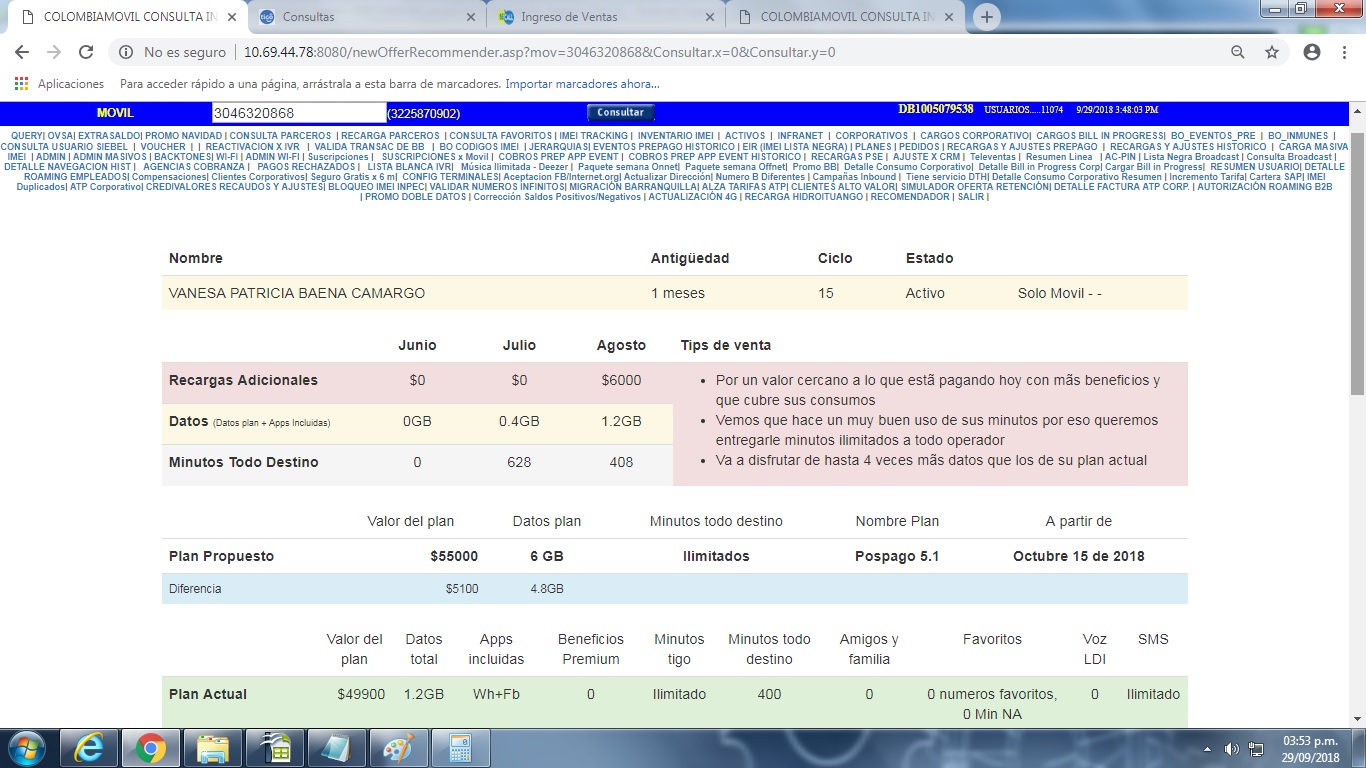 COLOMBIAMOVIL CONSULTA IN
Consultas
Ingreso de Ventas
COLOMBIAMOVIL CONSULTA IN
No es seguro | 10.69.44.78:8080/newOfferRecommender.asp?mov=3046320868&Consultar.x=0&Consultar.y=0
Aplicaciones Para acceder rápido a una página, arrástrala a esta barra de marcadores. Importar marcadores ahora...
MOVIL 3046320868 (3225870902) Consultar DB1005079538 USUARIOS.....11074 9/29/2018 3:48:03 PM
QUERY| OVSA| EXTRASALDO| PROMO NAVIDAD | CONSULTA PARCEROS | RECARGA PARCEROS | CONSULTA FAVORITOS | IMEI TRACKING | INVENTARIO IMEI | ACTIVOS | INFRANET | CORPORATIVOS | CARGOS CORPORATIVO| CARGOS BILL IN PROGRESS| BO_EVENTOS_PRE | BO_INMUNES |
CONSULTA USUARIO SIEBEL | VOUCHER | | REACTIVACION X IVR | VALIDA TRANSAC DE BB | BO CODIGOS IMEI | JERARQUIAS| EVENTOS PREPAGO HISTORICO | EIR (IMEI LISTA NEGRA) | PLANES | PEDIDOS | RECARGAS Y AJUSTES PREPAGO | RECARGAS Y AJUSTES HISTORICO | CARGA MASIVA
IMEI | ADMIN | ADMIN MASIVOS | BACKTONES| WI-FI | ADMIN WI-FI | Suscripciones | SUSCRIPCIONES x Movil | COBROS PREP APP EVENT | COBROS PREP APP EVENT HISTORICO | RECARGAS PSE | AJUSTE X CRM | Televentas | Resumen Linea | AC-PIN | Lista Negra Broadcast | Consulta Broadcast |
DETALLE NAVEGACION HIST | AGENCIAS COBRANZA | PAGOS RECHAZADOS | LISTA BLANCA IVR| Música Ilimitada - Deezer | Paquete semana Onnet| Paquete semana Offnet| Promo BB| Detalle Consumo Corporativo| Detalle Bill in Progress Corp| Cargar Bill in Progress| RESUMEN USUARIO| DETALLE
ROAMING EMPLEADOS| Compensaciones| Clientes Corporativos| Seguro Gratis x 6 m| CONFIG TERMINALES| Aceptacion FB/Internet.org| Actualizar Dirección| Numero B Diferentes | Campañas Inbound | Tiene servicio DTH| Detalle Consumo Corporativo Resumen | Incremento Tarifa| Cartera SAP| IMEI
Duplicados| ATP Corporativo| CREDIVALORES RECAUDOS Y AJUSTES| BLOQUEO IMEI INPEC| VALIDAR NUMEROS INFINITOS| MIGRACIÓN BARRANQUILLA| ALZA TARIFAS ATP| CLIENTES ALTO VALOR| SIMULADOR OFERTA RETENCIÓN| DETALLE FACTURA ATP CORP. | AUTORIZACIÓN ROAMING B2B
| PROMO DOBLE DATOS | Corrección Saldos Positivos/Negativos | ACTUALIZACIÓN 4G | RECARGA HIDROITUANGO | RECOMENDADOR | SALIR |
Nombre Antigüedad Ciclo Estado
VANESA PATRICIA BAENA CAMARGO 1 meses 15 Activo Solo Movil - -
Junio Julio Agosto Tips de venta
Recargas Adicionales $0 $0 $6000
Datos (Datos plan + Apps Incluidas) 0GB 0.4GB 1.2GB
Minutos Todo Destino 0 628 408
• Por un valor cercano a lo que estã pagando hoy con mãs beneficios y
que cubre sus consumos
• Vemos que hace un muy buen uso de sus minutos por eso queremos
entregarle minutos ilimitados a todo operador
• Va a disfrutar de hasta 4 veces mãs datos que los de su plan actual
Valor del plan Datos plan Minutos todo destino Nombre Plan A partir de
Plan Propuesto $55000 6 GB Ilimitados Pospago 5.1 Octubre 15 de 2018
Diferencia $5100 4.8GB
Valor del Datos Apps Beneficios Minutos Minutos todo Amigos y Favoritos Voz SMS
plan total incluidas Premium tigo destino familia LDI
Plan Actual $49900 1.2GB Wh+Fb 0 Ilimitado 400 0 0 numeros favoritos, 0 Ilimitado
0 Min NA
03:53 p.m.
29/09/2018